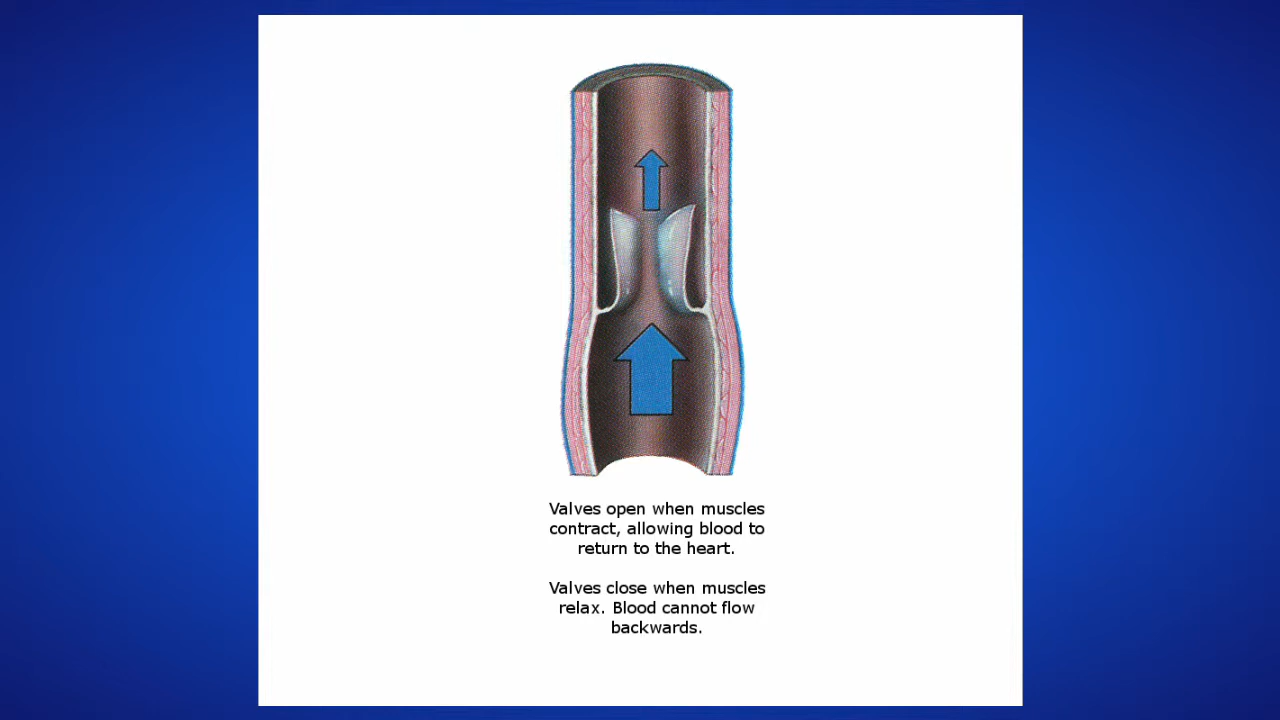 Valves open when muscles
contract, allowing blood to
return to the heart.
Valves close when muscles
relax. Blood cannot flow
backwards.